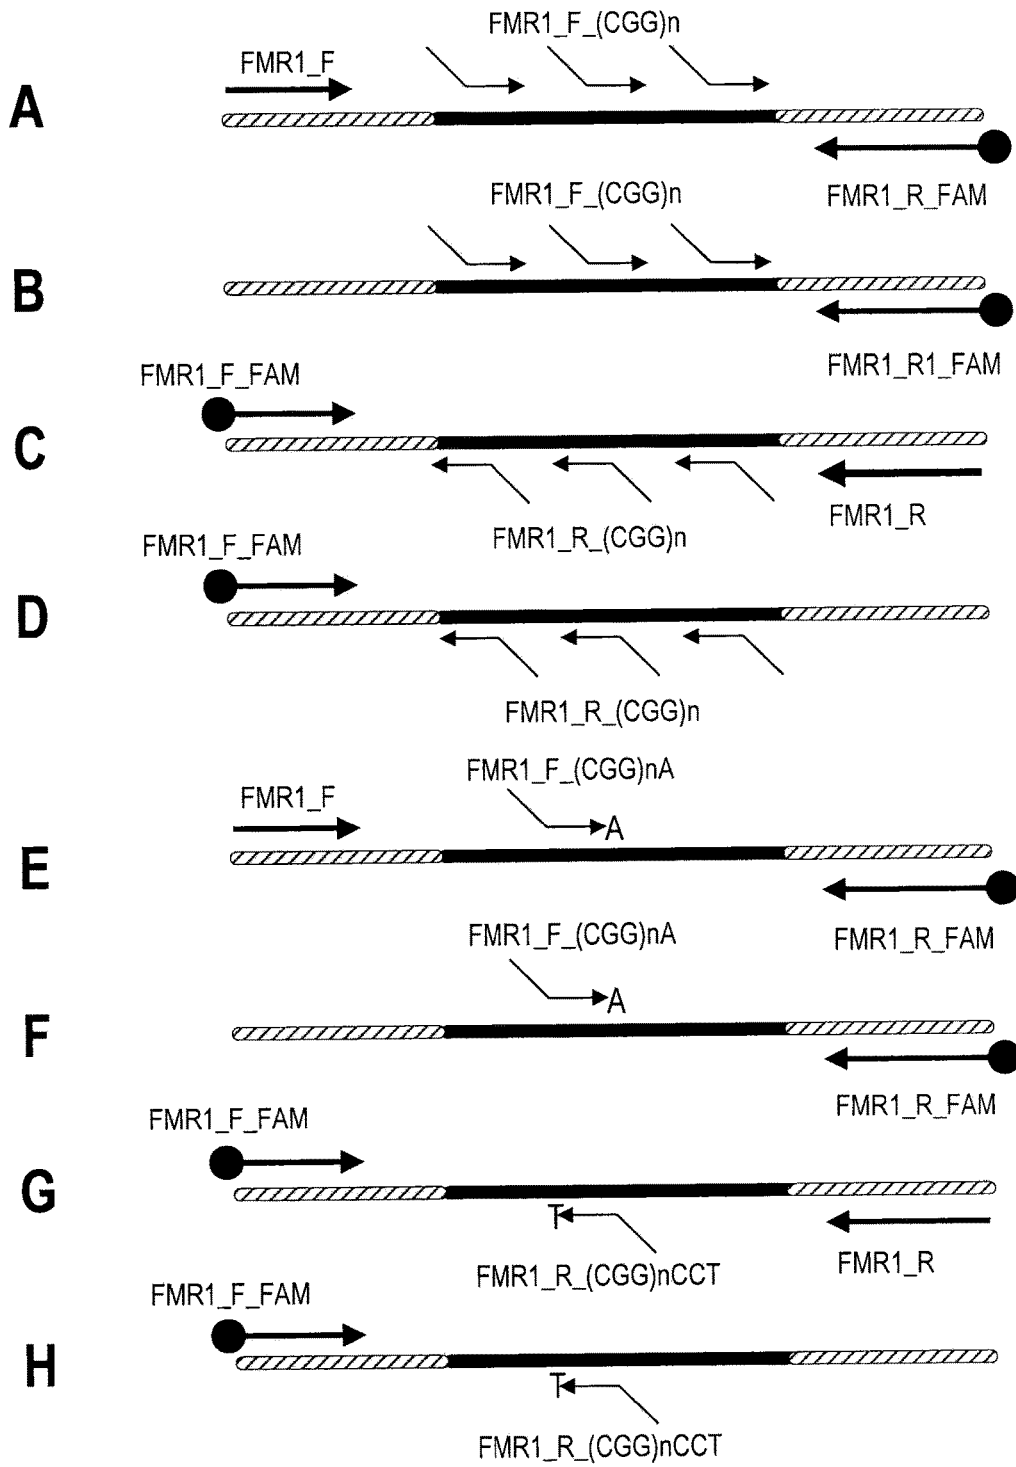 FMR1_F_(CGG)n
FMR1_F
A
FMR1_R_FAM
FMR1_F_(CGG)n
B
FMR1_R1_FAM
FMR1_F_FAM
C
FMR1_R
FMR1_R_(CGG)n
FMR1_F_FAM
D
FMR1_R_(CGG)n
FMR1_F_(CGG)nA
FMR1_F
A
E
FMR1_R_FAM
FMR1_F_(CGG)nA
A
F
FMR1_R_FAM
FMR1_F_FAM
G
T
FMR1_R
FMR1_R_(CGG)nCCT
FMR1_F_FAM
H
T
FMR1_R_(CGG)nCCT